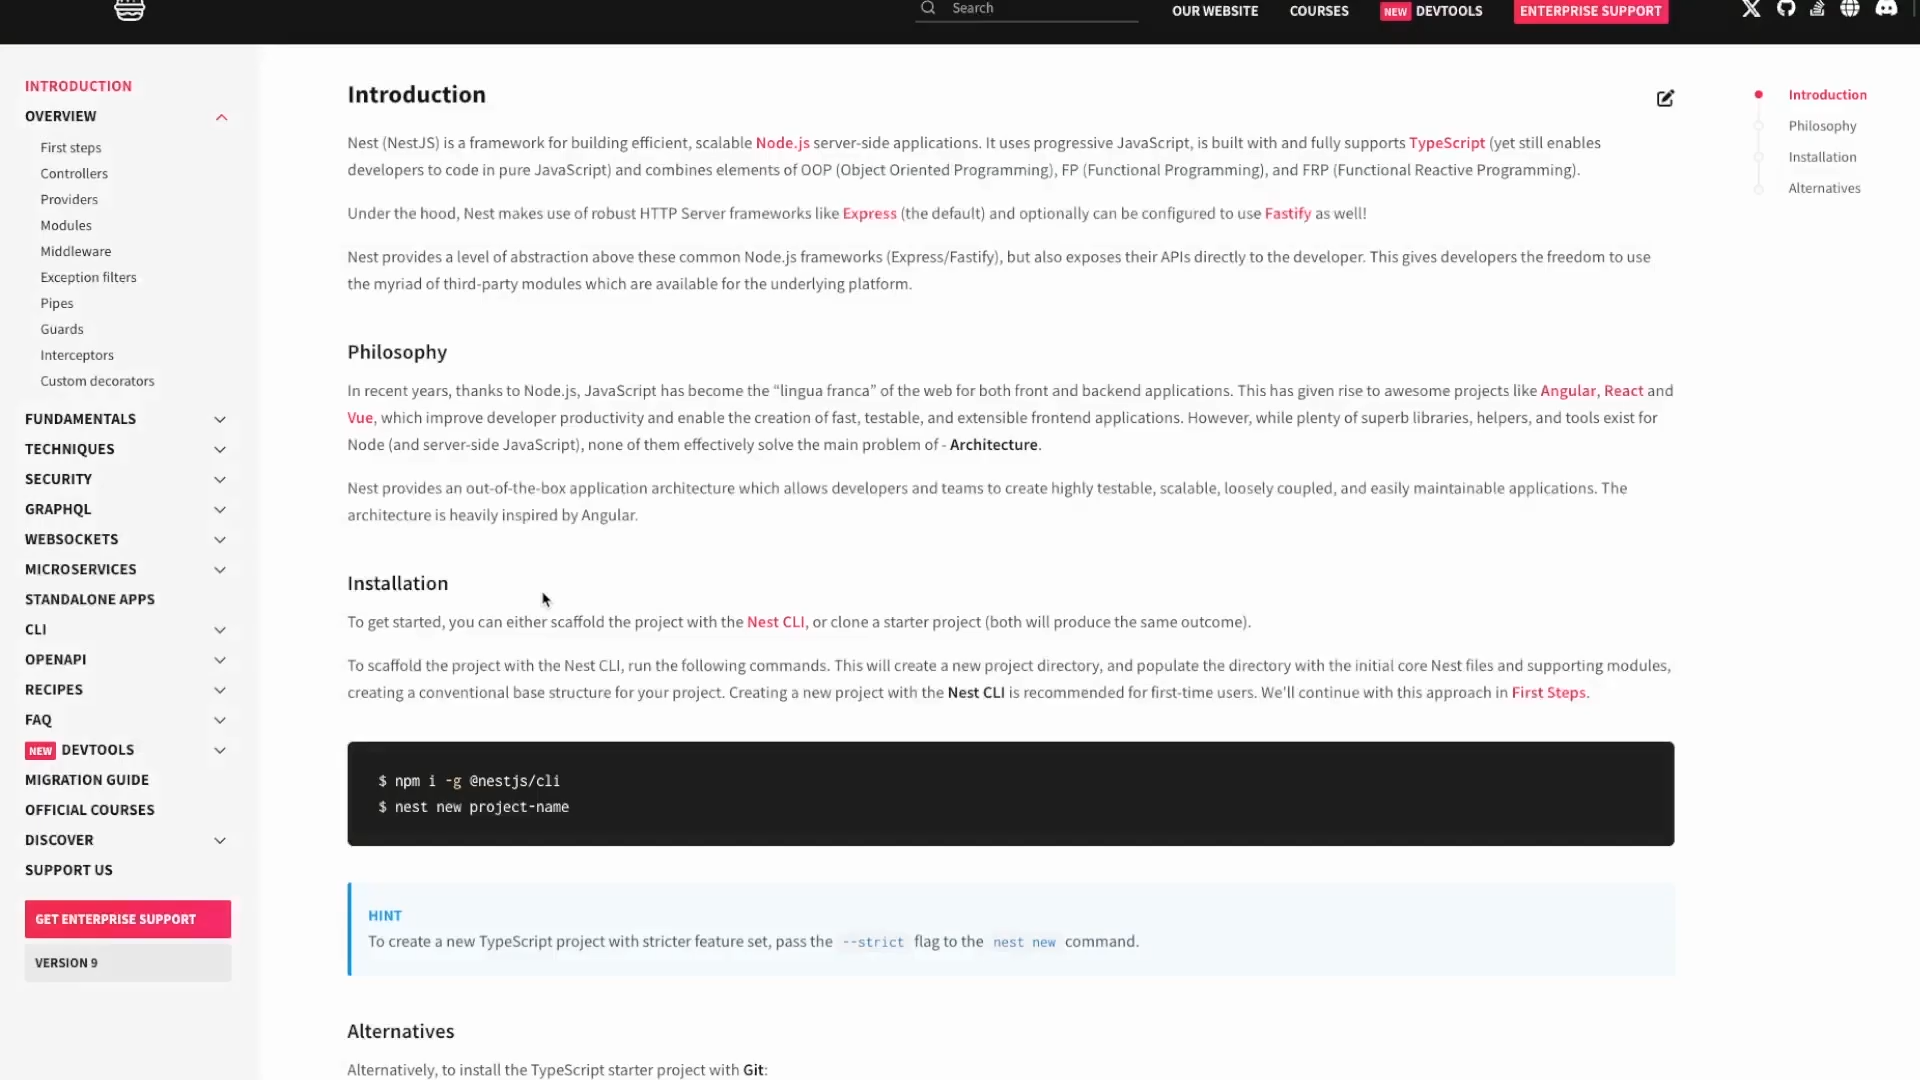 Search
OUR WEBSITE
COURSES
NEW DEVTOOLS
ENTERPRISE SUPPORT
INTRODUCTION
OVERVIEW
First steps
Controllers
Providers
Modules
Middleware
Exception filters
Pipes
Guards
Interceptors
Custom decorators
FUNDAMENTALS
TECHNIQUES
SECURITY
GRAPHQL
WEBSOCKETS
MICROSERVICES
STANDALONE APPS
CLI
OPENAPI
RECIPES
FAQ
NEW DEVTOOLS
MIGRATION GUIDE
OFFICIAL COURSES
DISCOVER
SUPPORT US
GET ENTERPRISE SUPPORT
VERSION 9
Introduction
Nest (NestJS) is a framework for building efficient, scalable Node.js server-side applications. It uses progressive JavaScript, is built with and fully supports TypeScript (yet still enables
developers to code in pure JavaScript) and combines elements of OOP (Object Oriented Programming), FP (Functional Programming), and FRP (Functional Reactive Programming).
Under the hood, Nest makes use of robust HTTP Server frameworks like Express (the default) and optionally can be configured to use Fastify as well!
Nest provides a level of abstraction above these common Node.js frameworks (Express/Fastify), but also exposes their APIs directly to the developer. This gives developers the freedom to use
the myriad of third-party modules which are available for the underlying platform.
Philosophy
In recent years, thanks to Node.js, JavaScript has become the “lingua franca” of the web for both front and backend applications. This has given rise to awesome projects like Angular, React and
Vue, which improve developer productivity and enable the creation of fast, testable, and extensible frontend applications. However, while plenty of superb libraries, helpers, and tools exist for
Node (and server-side JavaScript), none of them effectively solve the main problem of - Architecture.
Nest provides an out-of-the-box application architecture which allows developers and teams to create highly testable, scalable, loosely coupled, and easily maintainable applications. The
architecture is heavily inspired by Angular.
Installation
To get started, you can either scaffold the project with the Nest CLI, or clone a starter project (both will produce the same outcome).
To scaffold the project with the Nest CLI, run the following commands. This will create a new project directory, and populate the directory with the initial core Nest files and supporting modules,
creating a conventional base structure for your project. Creating a new project with the Nest CLI is recommended for first-time users. We'll continue with this approach in First Steps.
$ npm i -g @nestjs/cli
$ nest new project-name
HINT
To create a new TypeScript project with stricter feature set, pass the --strict flag to the nest new command.
Alternatives
Alternatively, to install the TypeScript starter project with Git:
Introduction
Philosophy
Installation
Alternatives